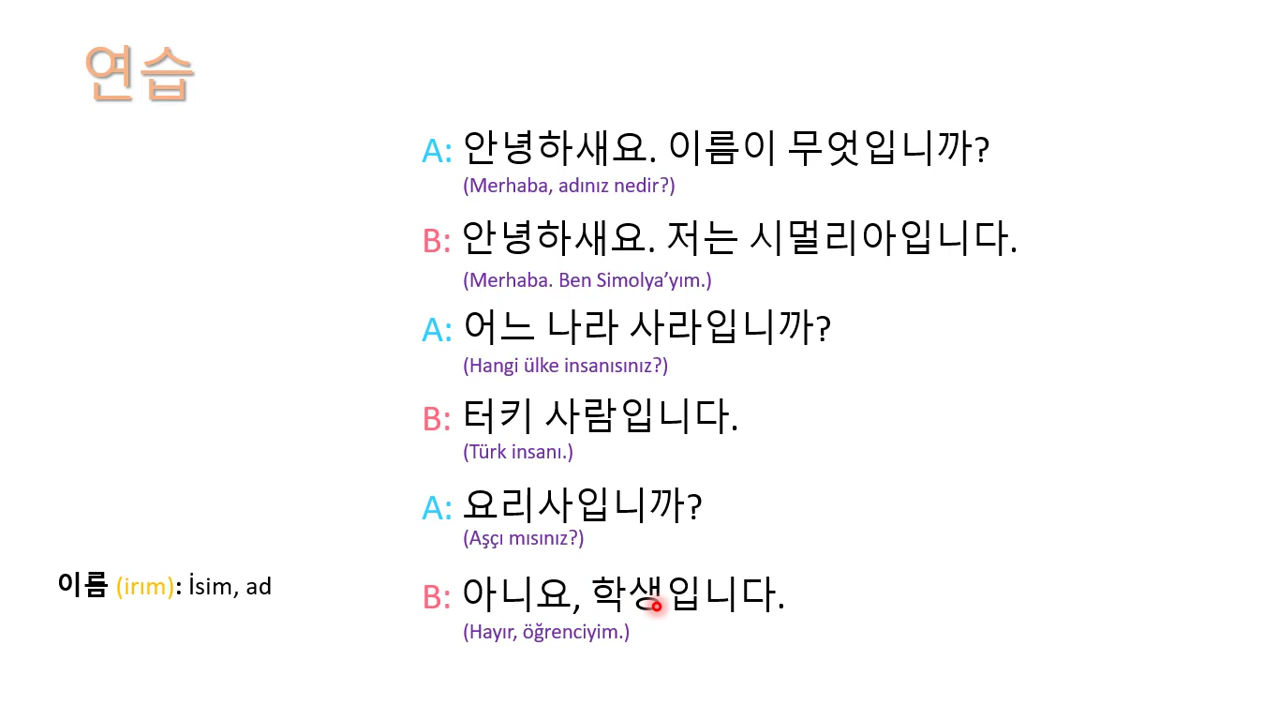 연습
A: 안녕하새요. 이름이 무엇입니까?
(Merhaba, adınız nedir?)
B: 안녕하새요. 저는 시멀리아입니다.
(Merhaba. Ben Simolya’yım.)
A: 어느 나라 사라입니까?
(Hangi ülke insanısınız?)
B: 터키 사람입니다.
(Türk insanı.)
A: 요리사입니까?
(Aşçı mısınız?)
이름 (irım): İsim, ad
B: 아니요, 학생입니다.
(Hayır, öğrenciyim.)